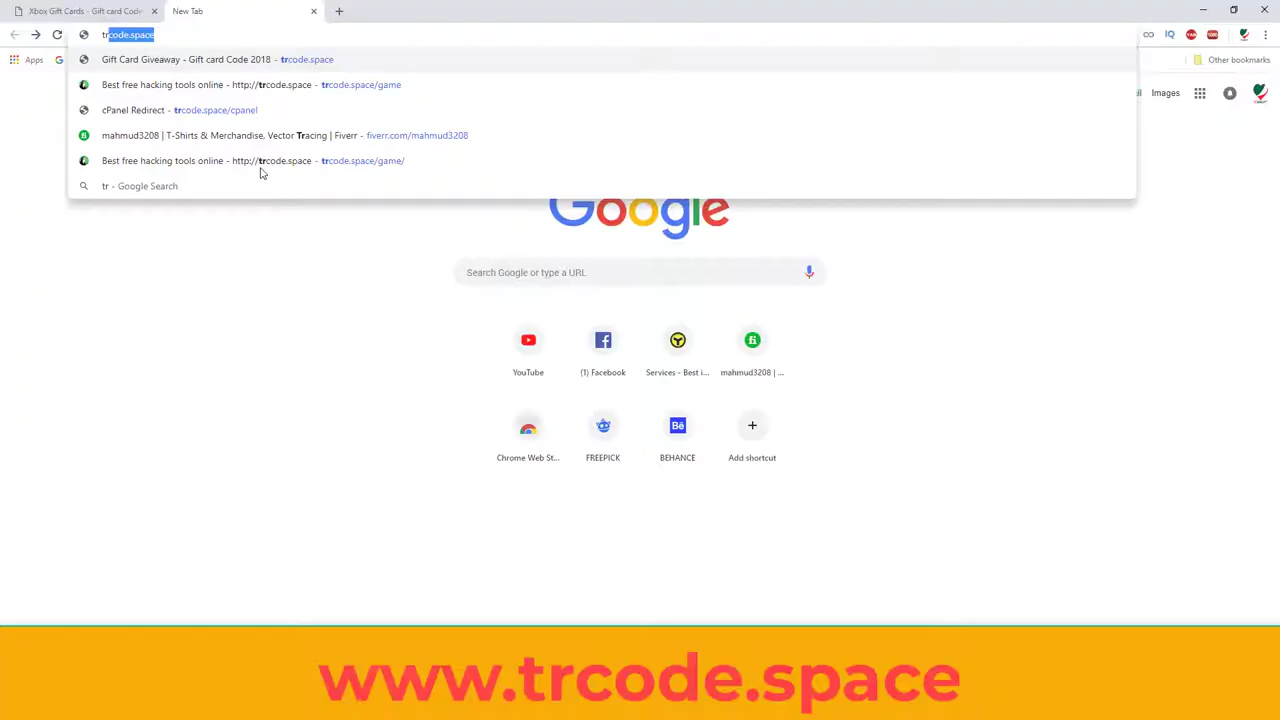 Xbox Gift Cards - Gift card Code
New Tab
trcode.space
Apps
Other bookmarks
Gift Card Giveaway - Gift card Code 2018 - trcode.space
Best free hacking tools online - http://trcode.space - trcode.space/game
cPanel Redirect - trcode.space/cpanel
mahmud3208 | T-Shirts & Merchandise, Vector Tracing | Fiverr - fiverr.com/mahmud3208
Best free hacking tools online - http://trcode.space - trcode.space/game/
tr - Google Search
Images
Google
Search Google or type a URL
YouTube
(1) Facebook
Services - Best i...
mahmud3208 | ...
Chrome Web St...
FREEPICK
BEHANCE
Add shortcut
www.trcode.space